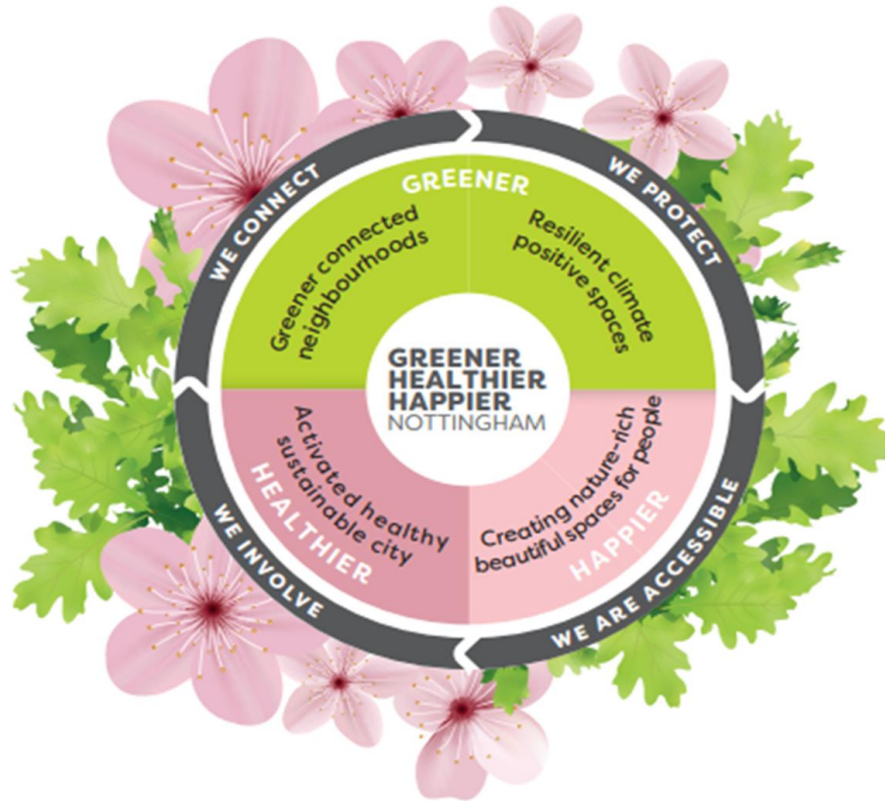 WE CONNECT
WE PROTECT
GREENER
Greener connected
neighbourhoods
Resilient climate
positive spaces
GREENER
HEALTHIER
HAPPIER
NOTTINGHAM
Activated healthy
sustainable city
HEALTHIER
Creating nature-rich
beautiful spaces for people
HAPPIER
WE INVOLVE
WE ARE ACCESSIBLE